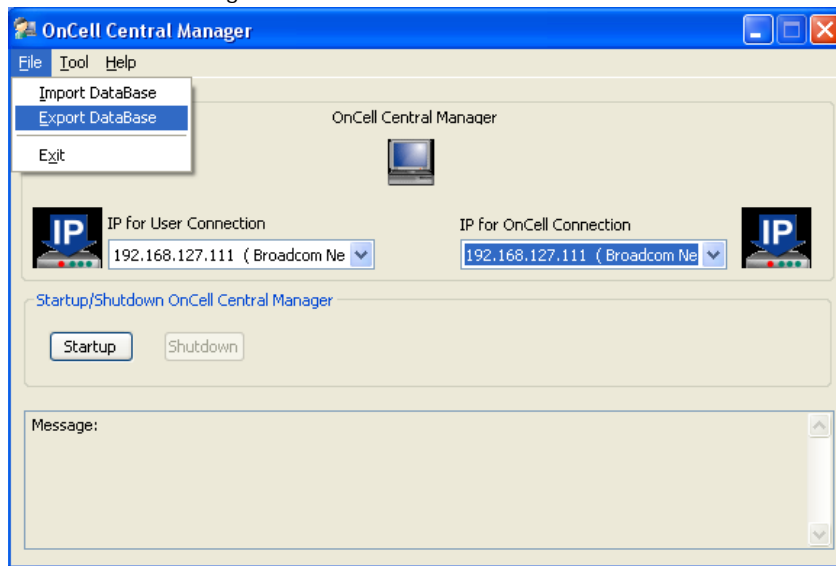 OnCell Central Manager
File Tool Help
Import DataBase
Export DataBase
Exit
OnCell Central Manager
IP for User Connection
IP for OnCell Connection
IP
192.168.127.111 ( Broadcom Ne
192.168.127.111 ( Broadcom Ne
IP
Startup/Shutdown OnCell Central Manager
Startup Shutdown
Message: